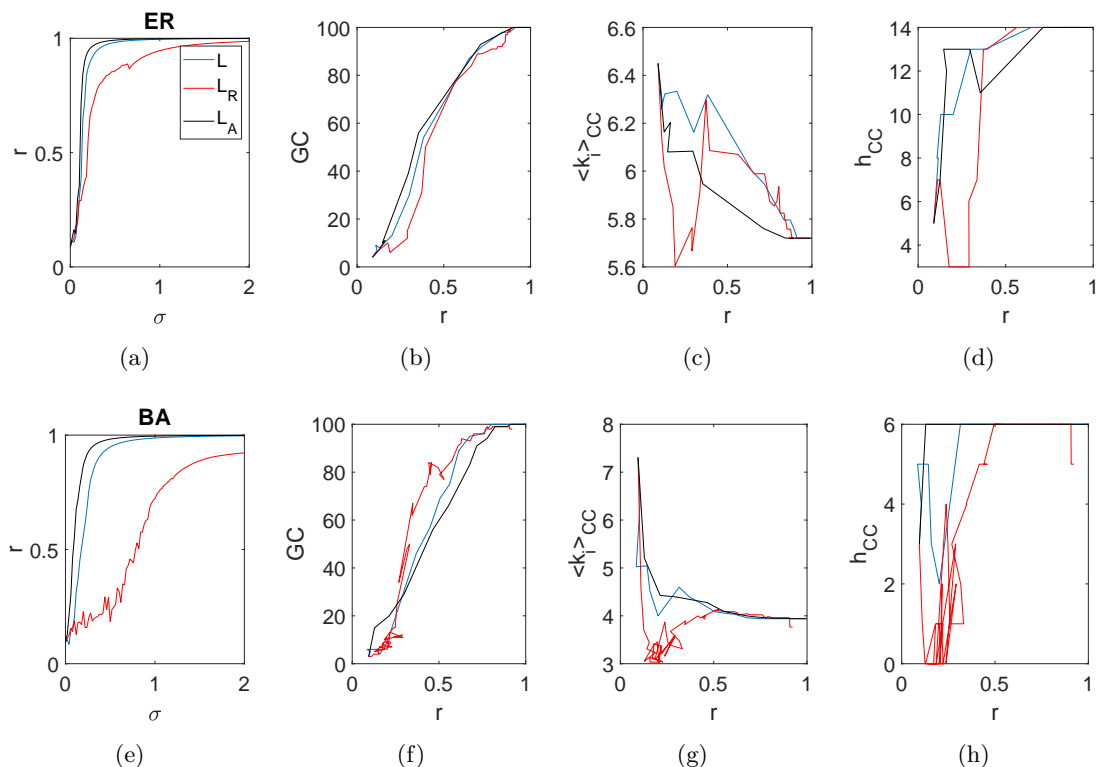 ER
L
L_R
L_A
r
1
0.5
0
0 1 2
σ
(a)
GC
100
80
60
40
20
0
0 0.5 1
r
(b)
<k_i>_CC
6.6
6.4
6.2
6
5.8
5.6
0 0.5 1
r
(c)
h_CC
14
12
10
8
6
4
0 0.5 1
r
(d)
BA
r
1
0.5
0
0 1 2
σ
(e)
GC
100
80
60
40
20
0
0 0.5 1
r
(f)
<k_i>_CC
8
7
6
5
4
3
0 0.5 1
r
(g)
h_CC
6
5
4
3
2
1
0
0 0.5 1
r
(h)